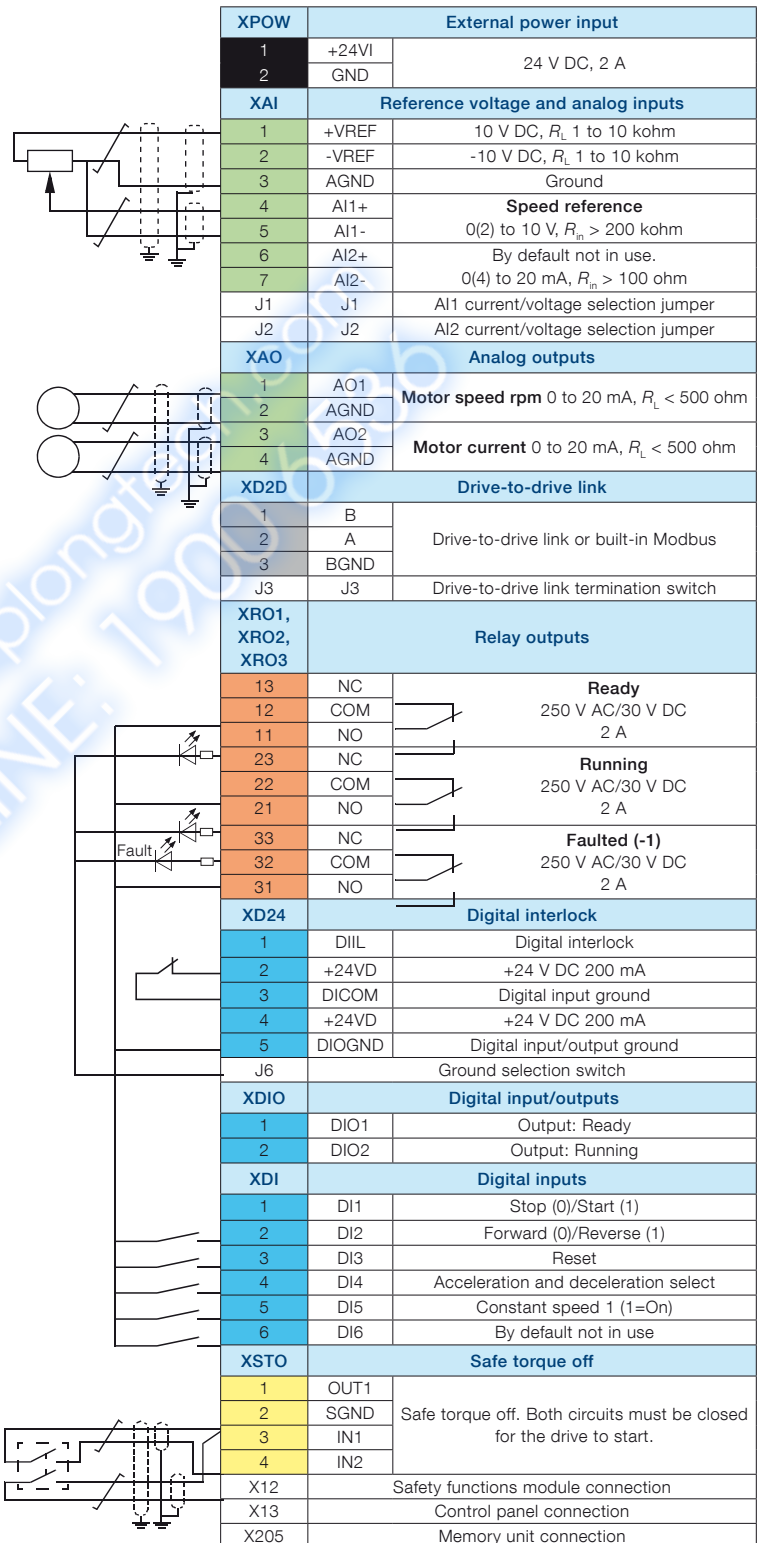 XPOW External power input
1 +24VI 24 V DC, 2 A
2 GND
XAI Reference voltage and analog inputs
1 +VREF 10 V DC, RL 1 to 10 kohm
2 -VREF -10 V DC, RL 1 to 10 kohm
3 AGND Ground
4 AI1+ Speed reference
5 AI1- 0(2) to 10 V, Rin > 200 kohm
6 AI2+ By default not in use.
7 AI2- 0(4) to 20 mA, Rin > 100 ohm
J1 J1 AI1 current/voltage selection jumper
J2 J2 AI2 current/voltage selection jumper
XAO Analog outputs
1 AO1 Motor speed rpm 0 to 20 mA, RL < 500 ohm
2 AGND
3 AO2 Motor current 0 to 20 mA, RL < 500 ohm
4 AGND
XD2D Drive-to-drive link
1 B
2 A Drive-to-drive link or built-in Modbus
3 BGND
J3 J3 Drive-to-drive link termination switch
XRO1,
XRO2, Relay outputs
XRO3
13 NC Ready
12 COM 250 V AC/30 V DC
11 NO 2 A
23 NC Running
22 COM 250 V AC/30 V DC
21 NO 2 A
33 NC Faulted (-1)
Fault 32 COM 250 V AC/30 V DC
31 NO 2 A
XD24 Digital interlock
1 DIIL Digital interlock
2 +24VD +24 V DC 200 mA
3 DICOM Digital input ground
4 +24VD +24 V DC 200 mA
5 DIOGND Digital input/output ground
J6 Ground selection switch
XDIO Digital input/outputs
1 DIO1 Output: Ready
2 DIO2 Output: Running
XDI Digital inputs
1 DI1 Stop (0)/Start (1)
2 DI2 Forward (0)/Reverse (1)
3 DI3 Reset
4 DI4 Acceleration and deceleration select
5 DI5 Constant speed 1 (1=On)
6 DI6 By default not in use
XSTO Safe torque off
1 OUT1
2 SGND Safe torque off. Both circuits must be closed
3 IN1 for the drive to start.
4 IN2
X12 Safety functions module connection
X13 Control panel connection
X205 Memory unit connection
plongtech.com
INE: 1900 6536